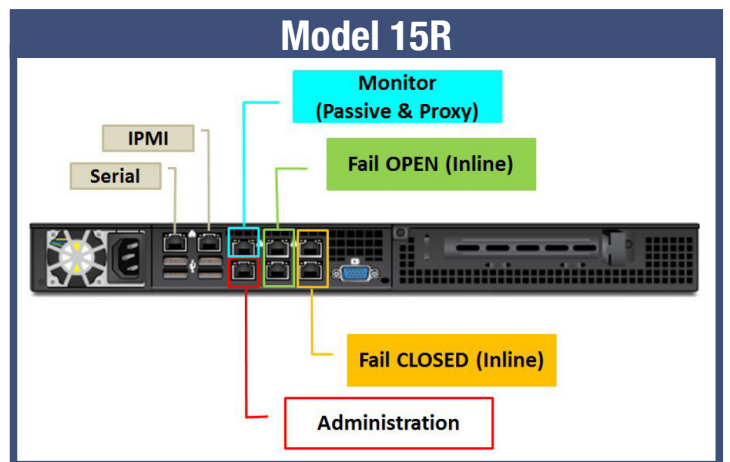 Model 15R
Monitor
(Passive & Proxy)
IPMI
Fail OPEN (Inline)
Serial
Fail CLOSED (Inline)
Administration